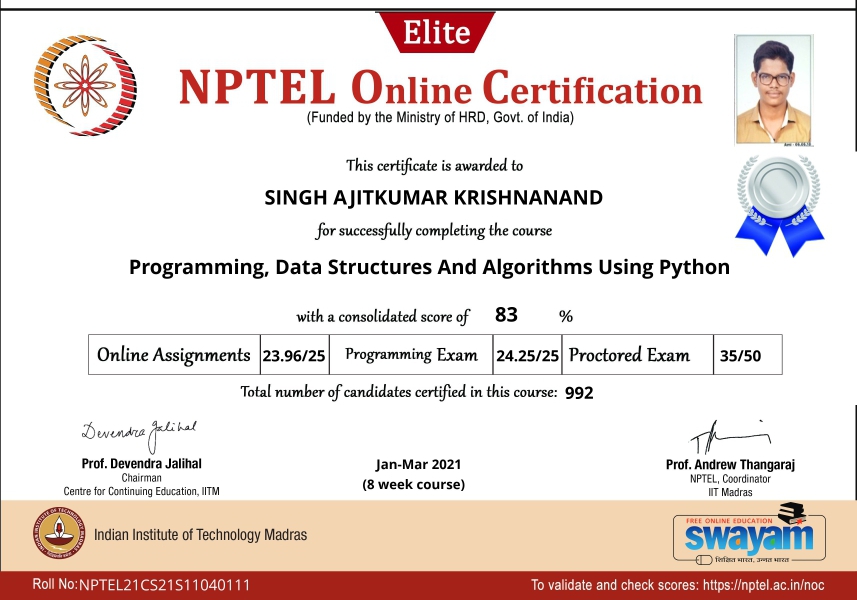 Elite
NPTEL Online Certification
(Funded by the Ministry of HRD, Govt. of India)
This certificate is awarded to
SINGH AJITKUMAR KRISHNANAND
for successfully completing the course
Programming, Data Structures And Algorithms Using Python
with a consolidated score of 83 %
Online Assignments 23.96/25 Programming Exam 24.25/25 Proctored Exam 35/50
Total number of candidates certified in this course: 992
Devendra Jalihal
Prof. Devendra Jalihal
Chairman
Centre for Continuing Education, IITM
Jan-Mar 2021
(8 week course)
Prof. Andrew Thangaraj
NPTEL, Coordinator
IIT Madras
Indian Institute of Technology Madras
FREE ONLINE EDUCATION
swayam
शिक्षित भारत, उन्नत भारत
Roll No: NPTEL21CS21S11040111
To validate and check scores: https://nptel.ac.in/noc